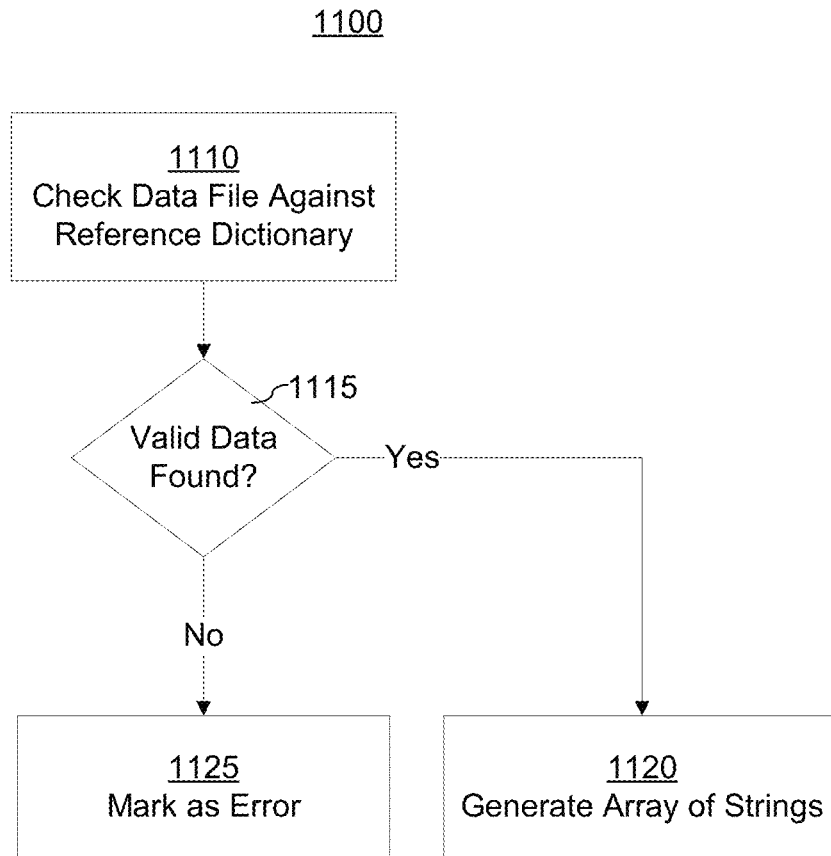 1100
1110
Check Data File Against
Reference Dictionary
1115
Valid Data
Found?
Yes
No
1125
Mark as Error
1120
Generate Array of Strings